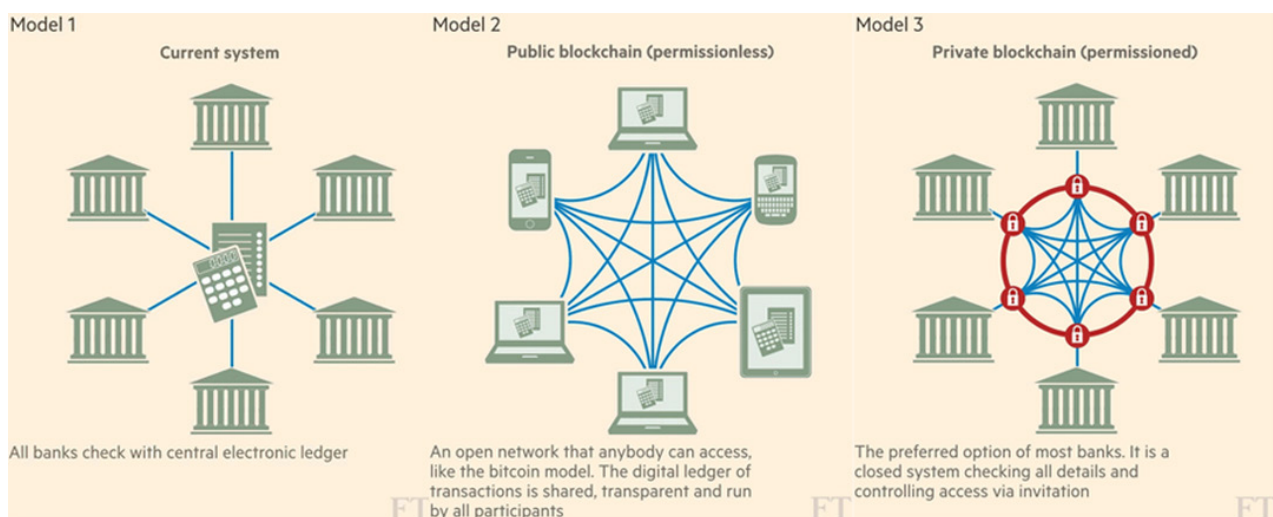 Model 1
Current system
All banks check with central electronic ledger
FT
Model 2
Public blockchain (permissionless)
An open network that anybody can access,
like the bitcoin model. The digital ledger of
transactions is shared, transparent and run
by all participants
FT
Model 3
Private blockchain (permissioned)
The preferred option of most banks. It is a
closed system checking all details and
controlling access via invitation
FT